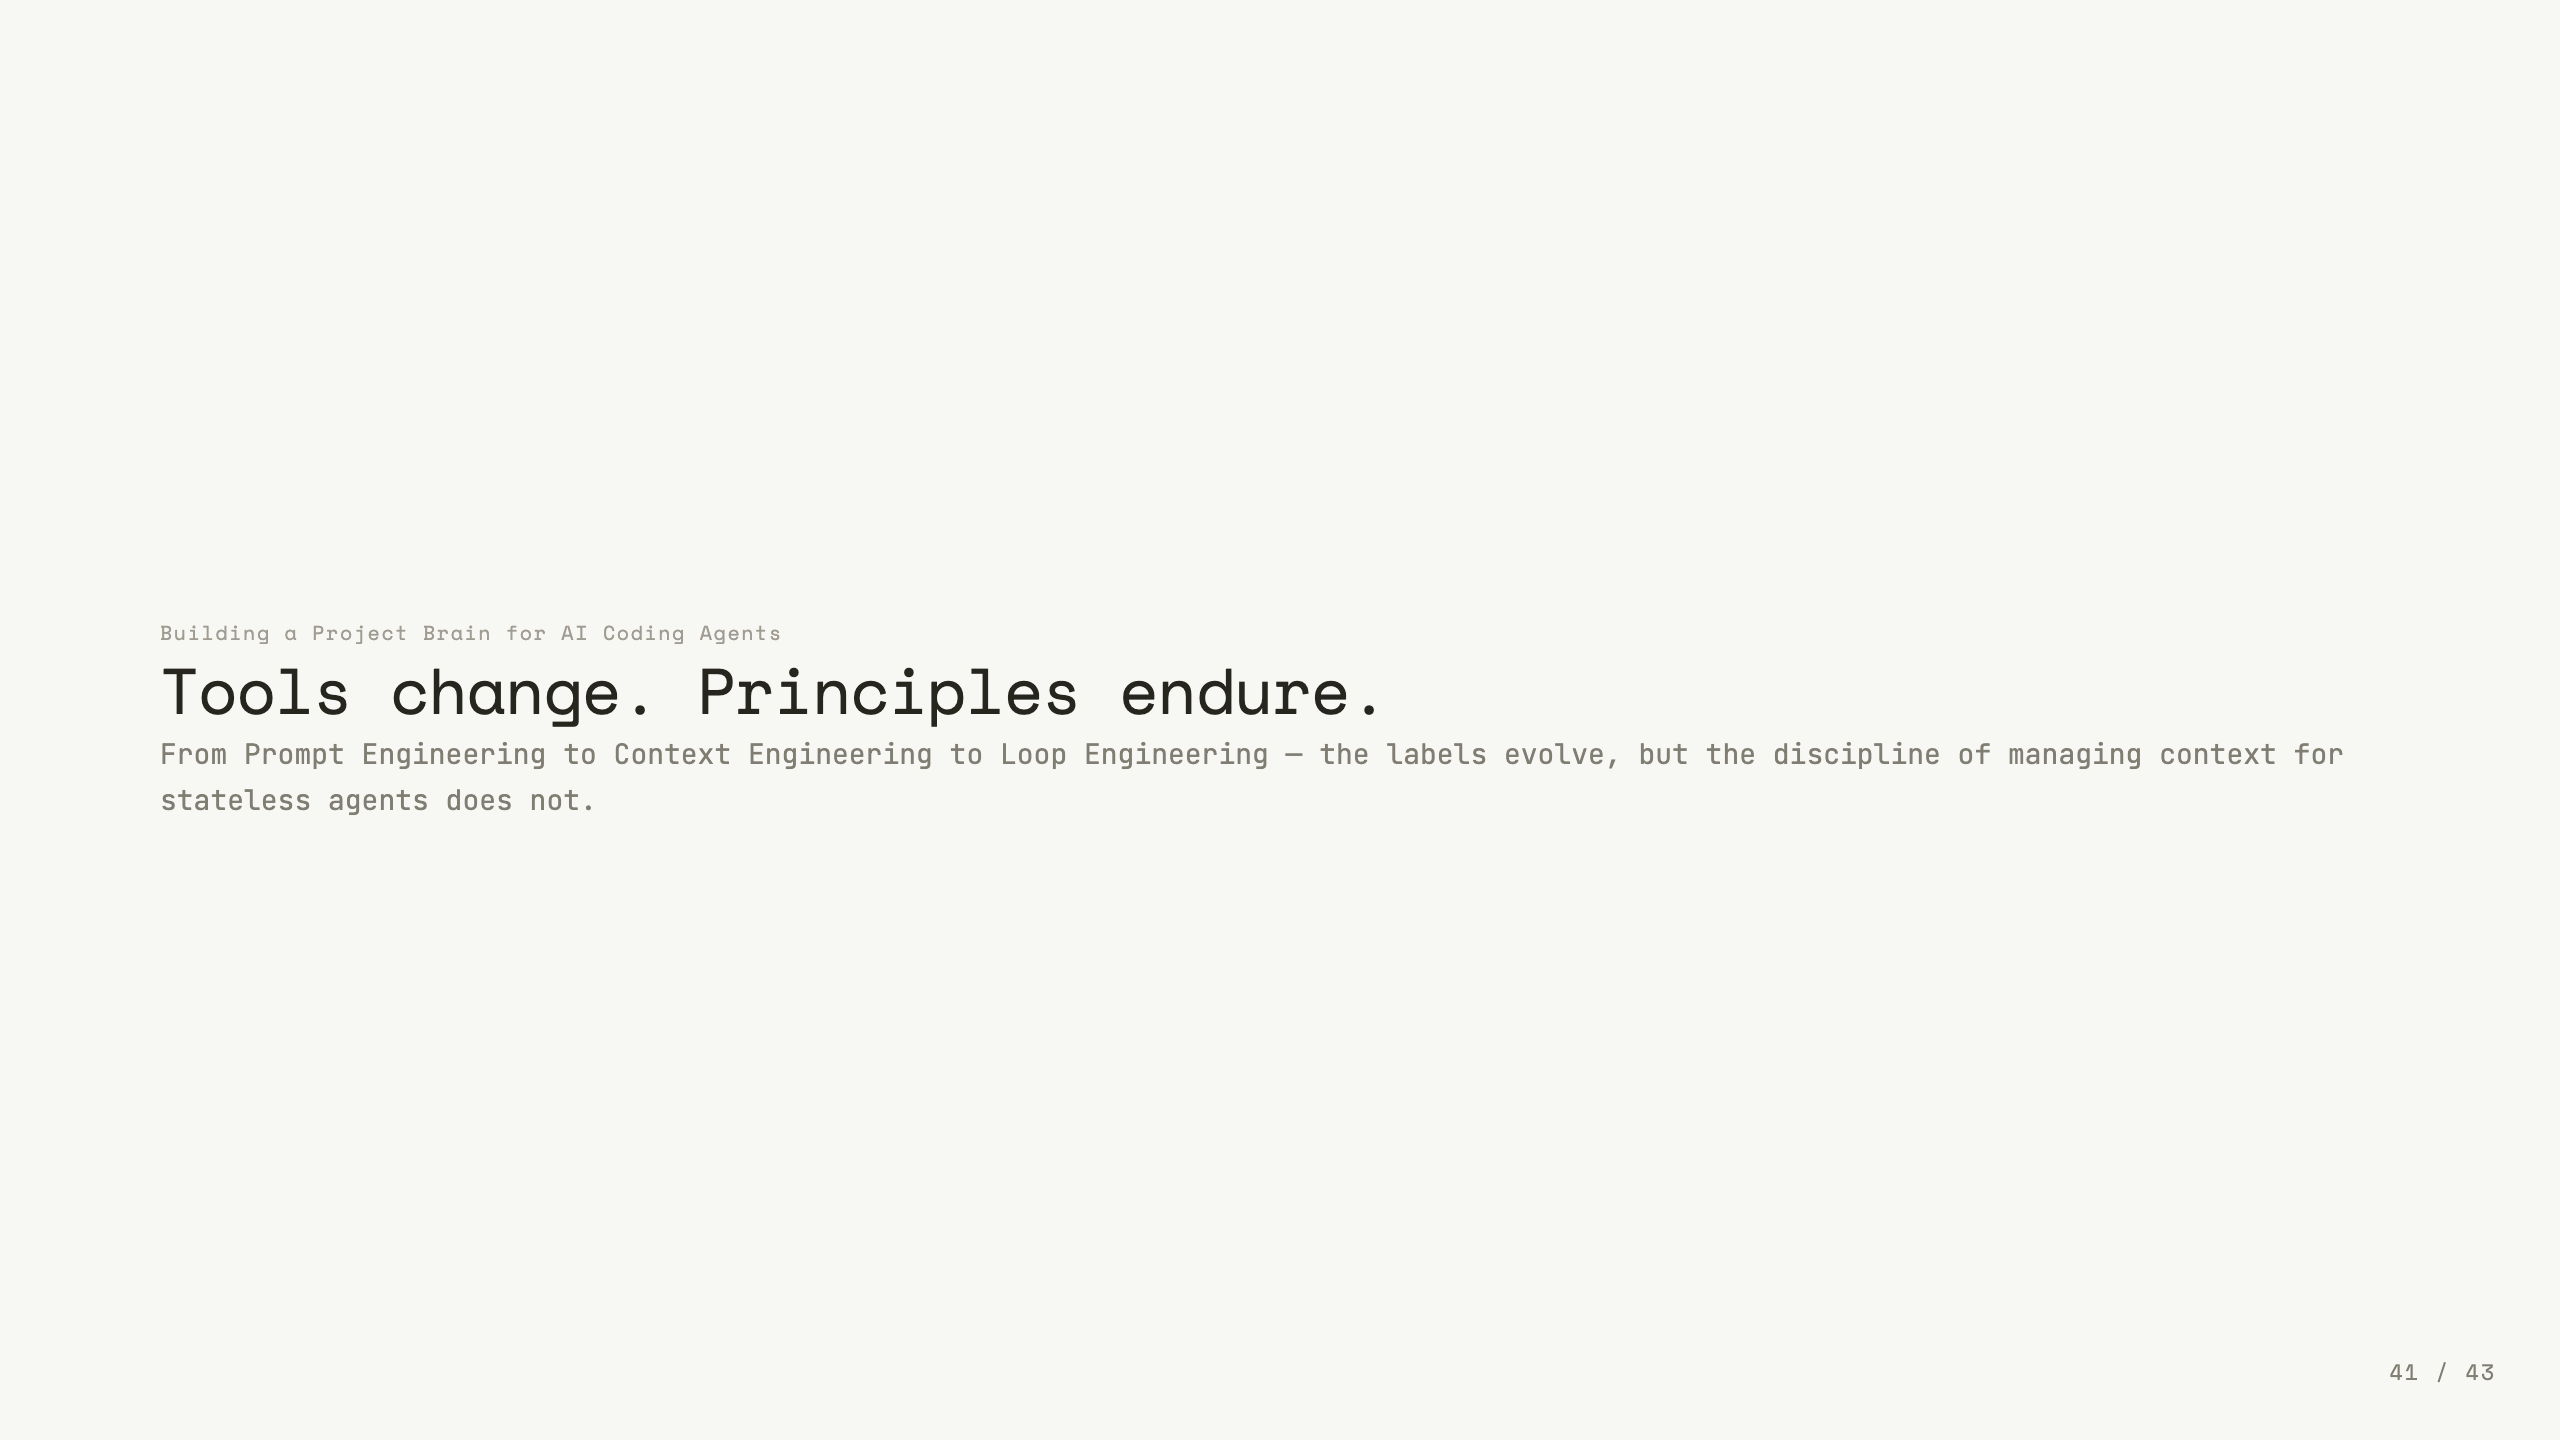 Building a Project Brain for AI Coding Agents
Tools change. Principles endure.
From Prompt Engineering to Context Engineering to Loop Engineering — the labels evolve, but the discipline of managing context for
stateless agents does not.
41 / 43